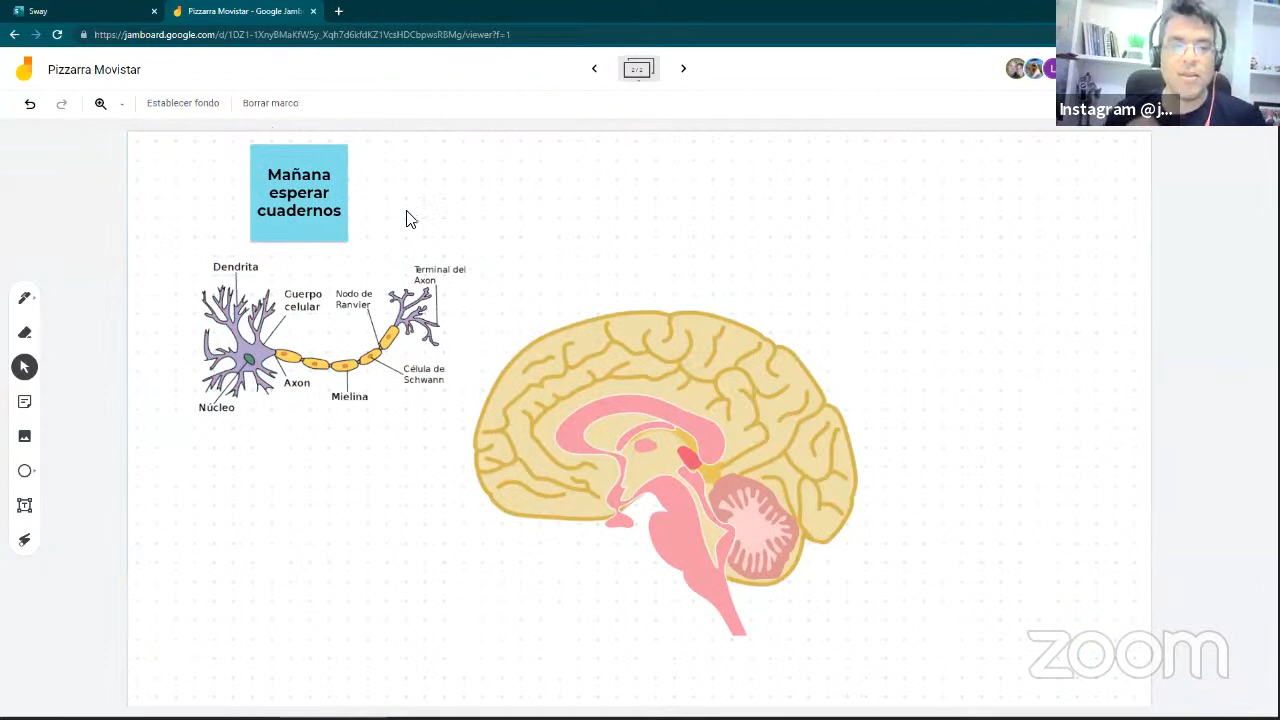 Sway
Pizarra Movistar - Google Jamb
https://jamboard.google.com/d/1DZ1-1XnyBMaKfW5y_Xqh7d6kfdKZ1VcsHDCbpwsRBMg/viewer?f=1
Pizzarra Movistar
2 / 2
L
Establecer fondo
Borrar marco
Instagram @j...
Mañana
esperar
cuadernos
Dendrita
Terminal del
Axon
Cuerpo
celular
Nodo de
Ranvier
Célula de
Schwann
Axon
Mielina
Núcleo
zoom